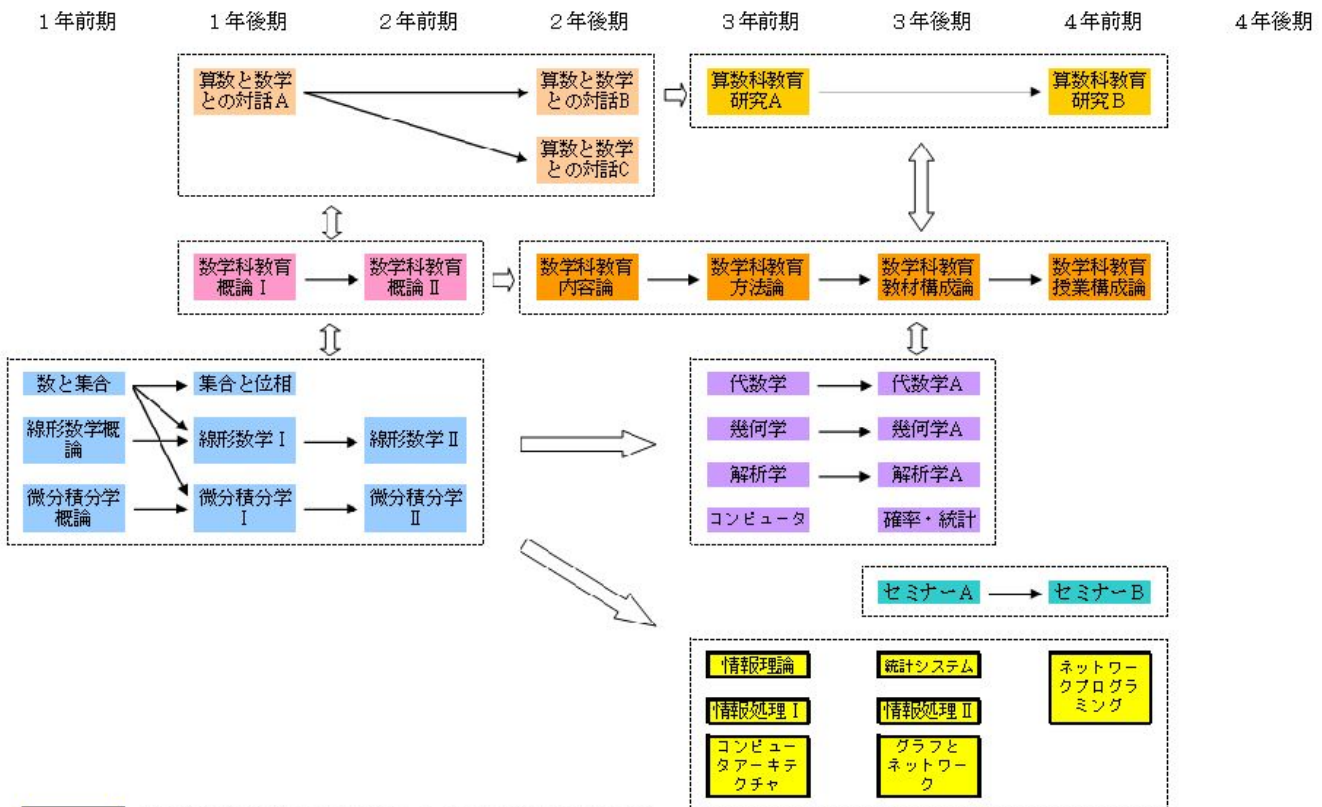 1年前期 1年後期 2年前期 2年後期 3年前期 3年後期 4年前期 4年後期
算数と数学
との対話A
算数と数学
との対話B
算数科教育
研究A
算数科教育
研究B
算数と数学
との対話C
数学科教育
概論Ⅰ
数学科教育
概論Ⅱ
数学科教育
内容論
数学科教育
方法論
数学科教育
教材構成論
数学科教育
授業構成論
数と集合
集合と位相
代数学
代数学A
線形数学概
論
線形数学Ⅰ
線形数学Ⅱ
幾何学
幾何学A
解析学
解析学A
微分積分学
概論
微分積分学
Ⅰ
微分積分学
Ⅱ
コンピュータ
確率・統計
セミナーA
セミナーB
情報理論
統計システム
ネットワー
クプログラ
ミング
情報処理Ⅰ
情報処理Ⅱ
コンピュー
タアーキテ
クチャ
グラフと
ネットワー
ク